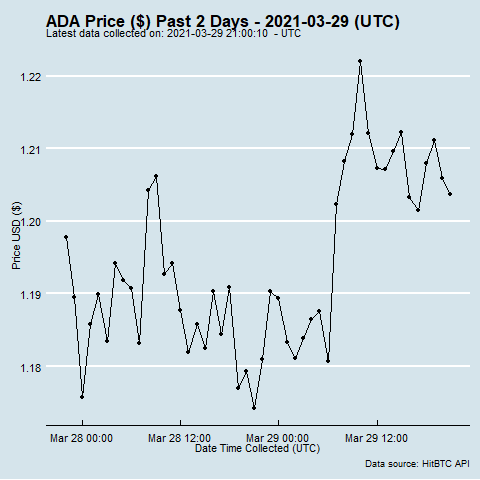 ADA Price ($) Past 2 Days - 2021-03-29 (UTC)
Latest data collected on: 2021-03-29 21:00:10  - UTC
1.22
1.21
1.20
1.19
1.18
Price USD ($)
Mar 28 00:00
Mar 28 12:00
Mar 29 00:00
Mar 29 12:00
Date Time Collected (UTC)
Data source: HitBTC API